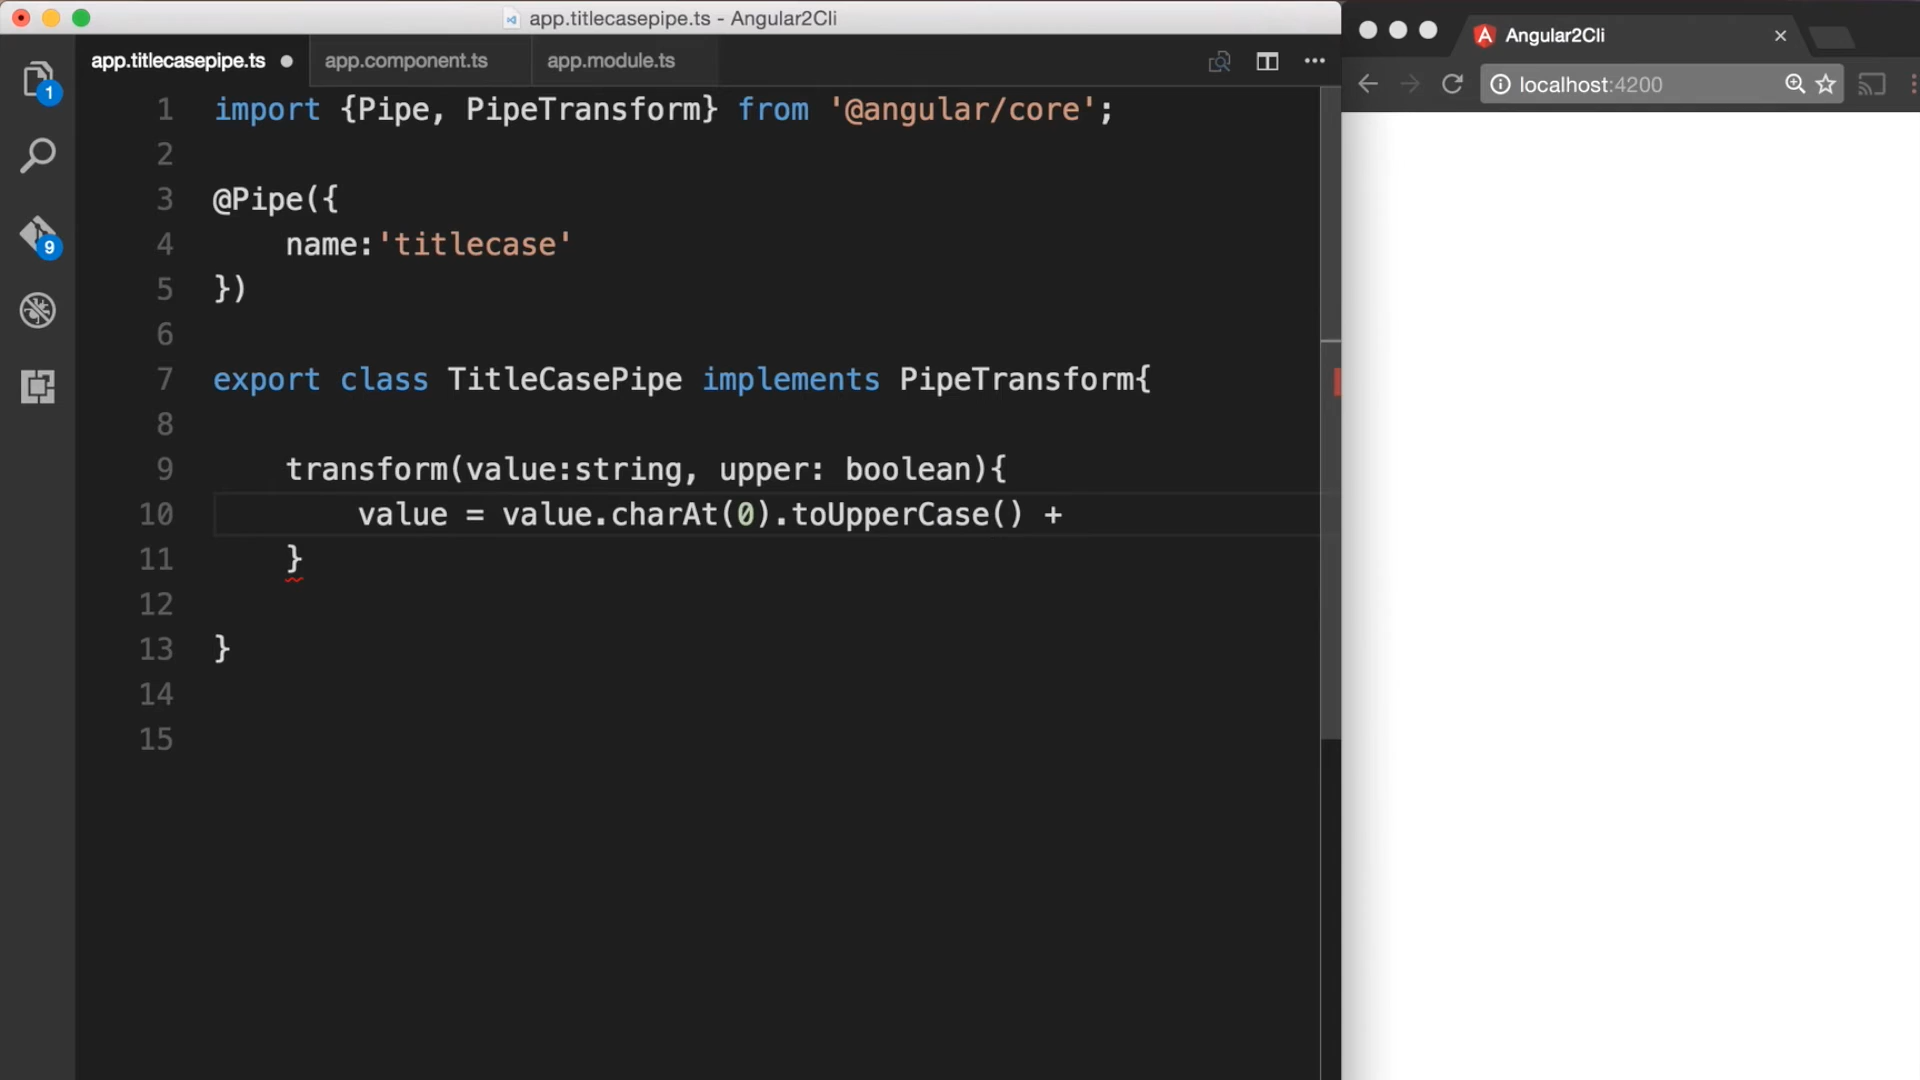 app.titlecasepipe.ts - Angular2Cli
app.titlecasepipe.ts app.component.ts app.module.ts
1
9
1 import {Pipe, PipeTransform} from '@angular/core';
2
3 @Pipe({
4 name:'titlecase'
5 })
6
7 export class TitleCasePipe implements PipeTransform{
8
9 transform(value:string, upper: boolean){
10 value = value.charAt(0).toUpperCase() +
11 }
12
13 }
14
15
Angular2Cli
localhost:4200